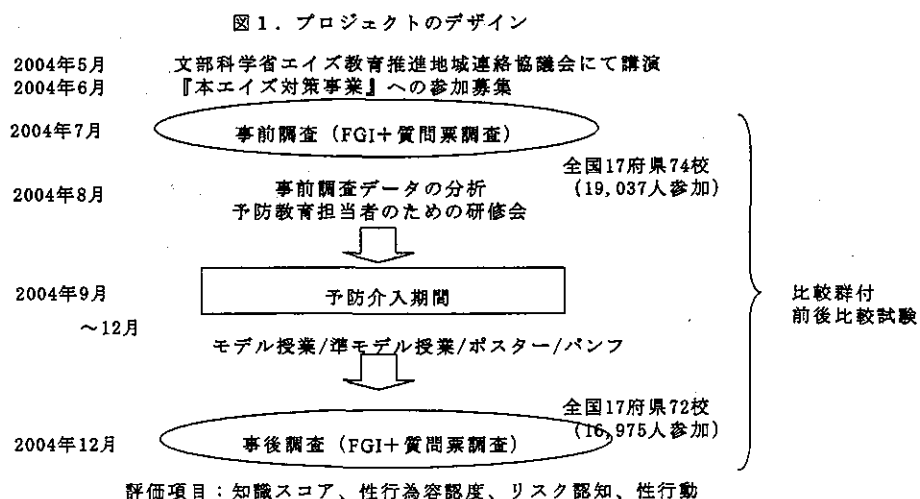 図1．プロジェクトのデザイン
2004年5月 文部科学省エイズ教育推進地域連絡協議会にて講演
2004年6月 『本エイズ対策事業』への参加募集
2004年7月 事前調査（FGI+質問票調査）
全国17府県74校
（19,037人参加）
2004年8月 事前調査データの分析
予防教育担当者のための研修会
2004年9月 予防介入期間
～12月
比較群付
前後比較試験
モデル授業/準モデル授業/ポスター/パンフ
全国17府県72校
（16,975人参加）
2004年12月 事後調査（FGI+質問票調査）
評価項目：知識スコア、性行為容認度、リスク認知、性行動